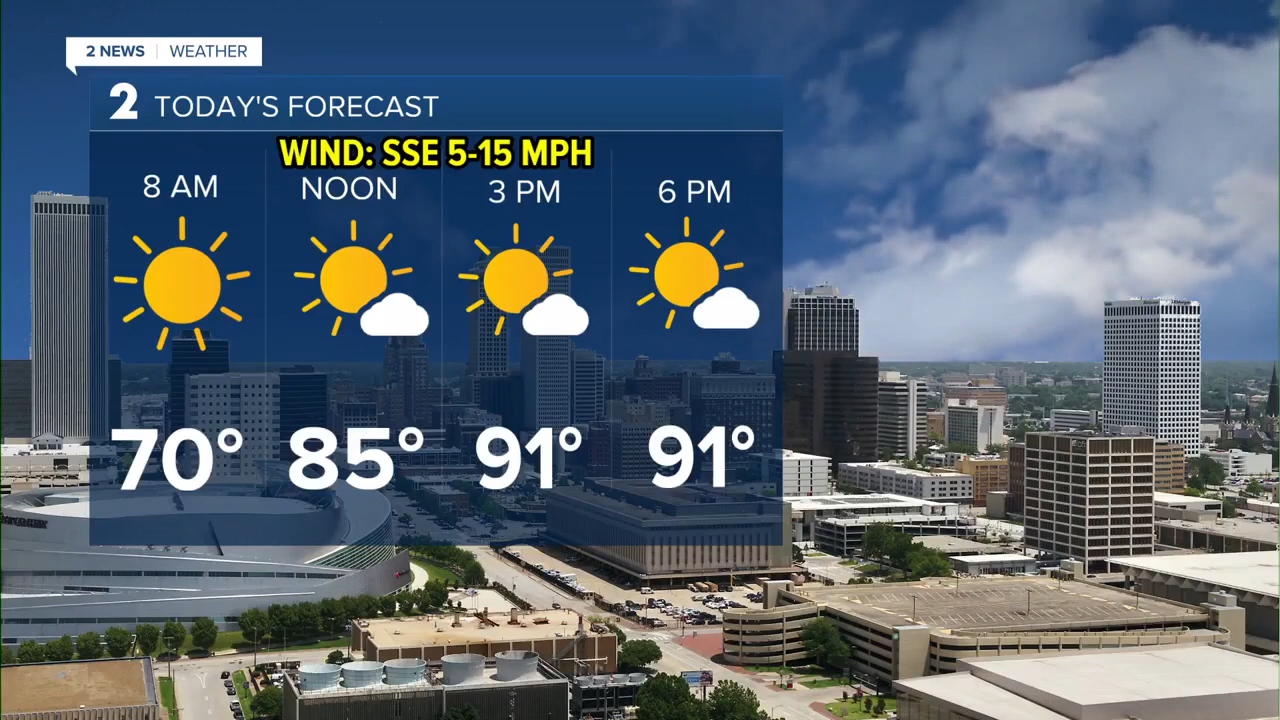 2 NEWS | WEATHER
2 TODAY'S FORECAST
WIND: SSE 5-15 MPH
8 AM NOON 3 PM 6 PM
70° 85° 91° 91°